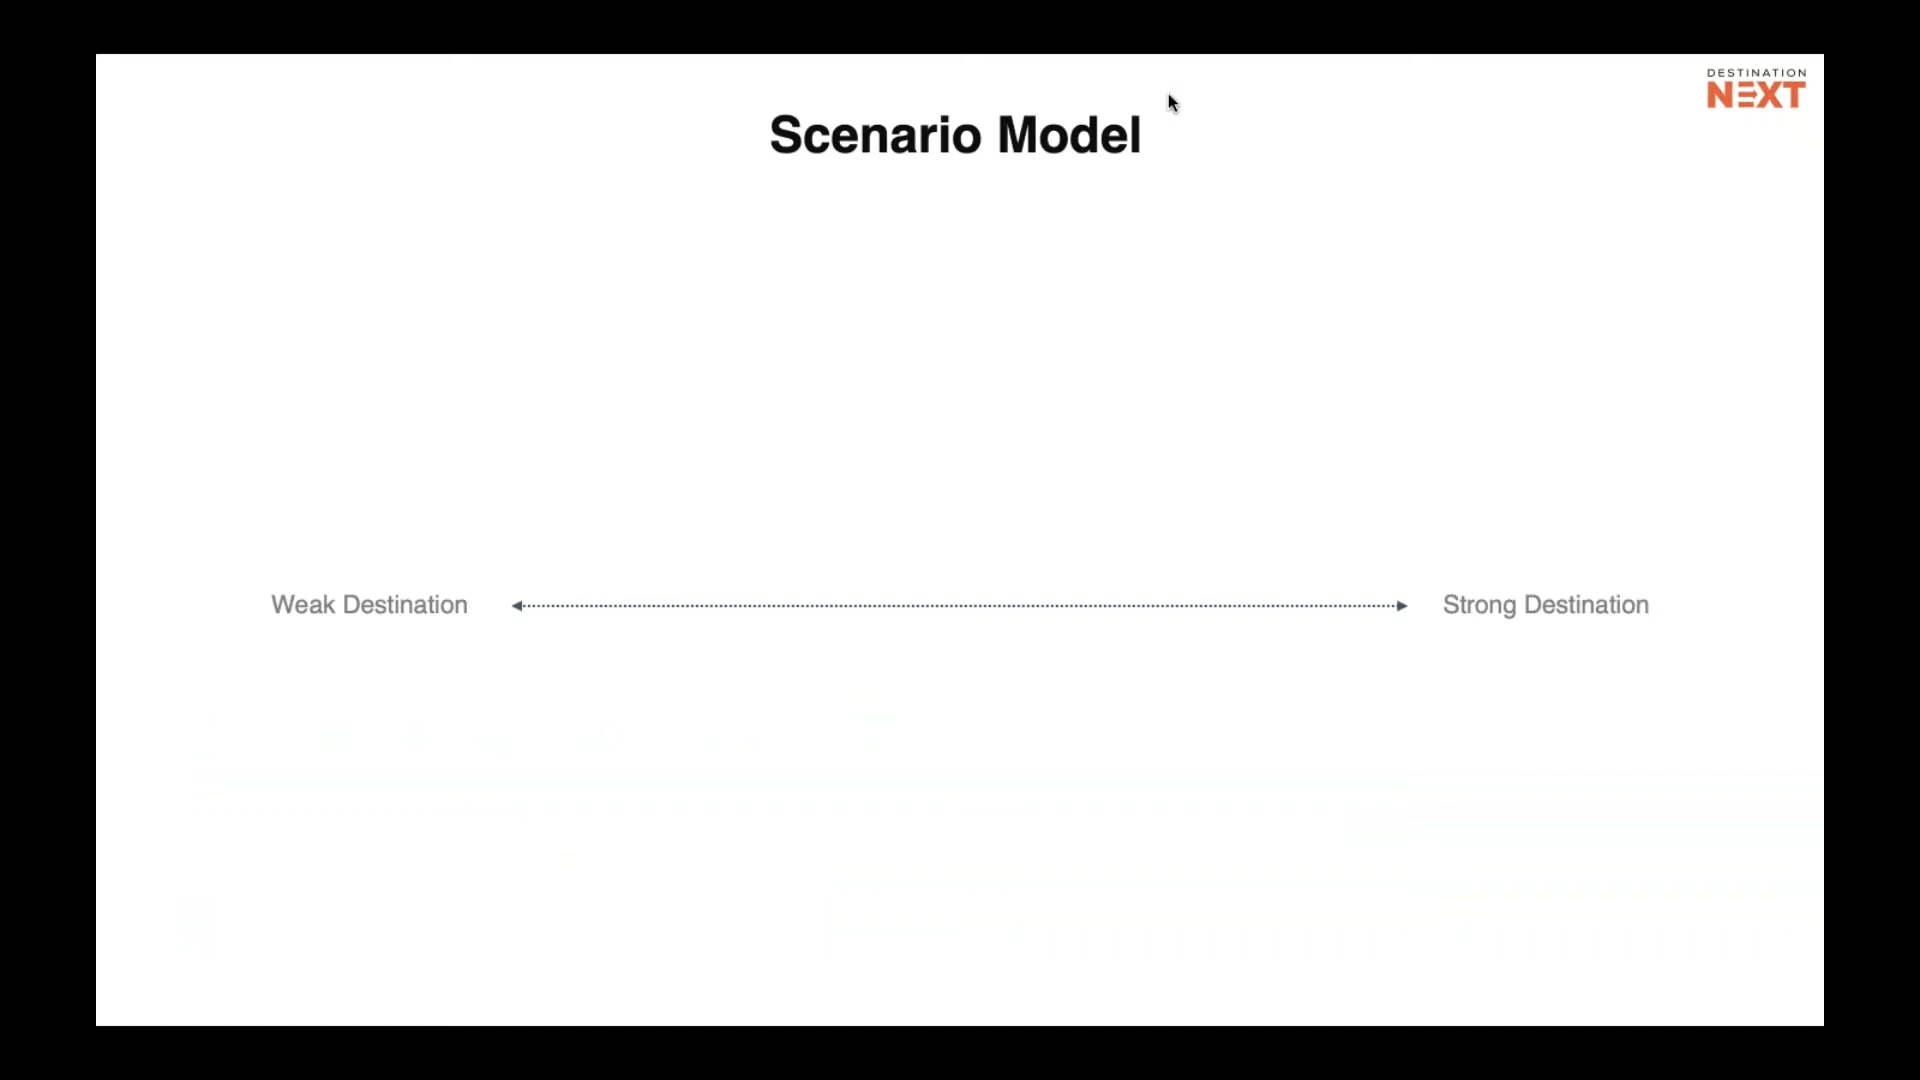 DESTINATION
NEXT
Scenario Model
Weak Destination
Strong Destination